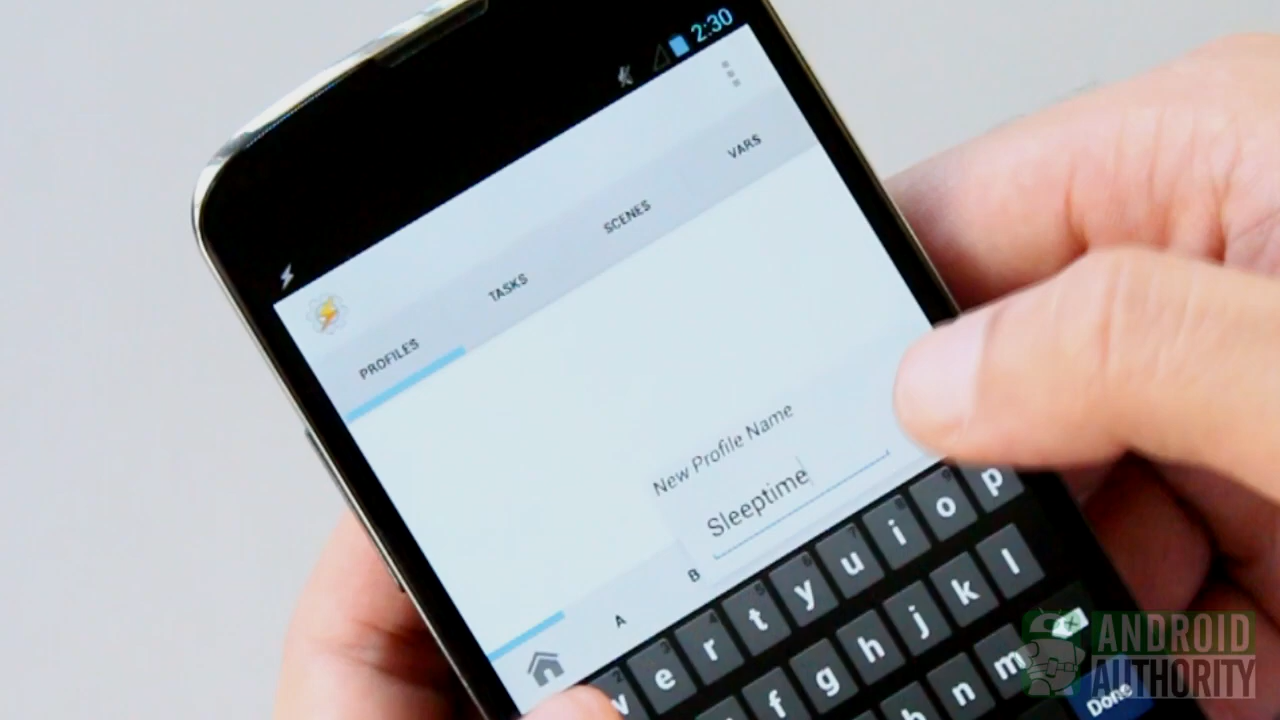 2:30
PROFILES TASKS SCENES VARS
New Profile Name
Sleeptime
A B
w e r t y u i o p
f g h j k l
b n m
Done
ANDROID
AUTHORITY